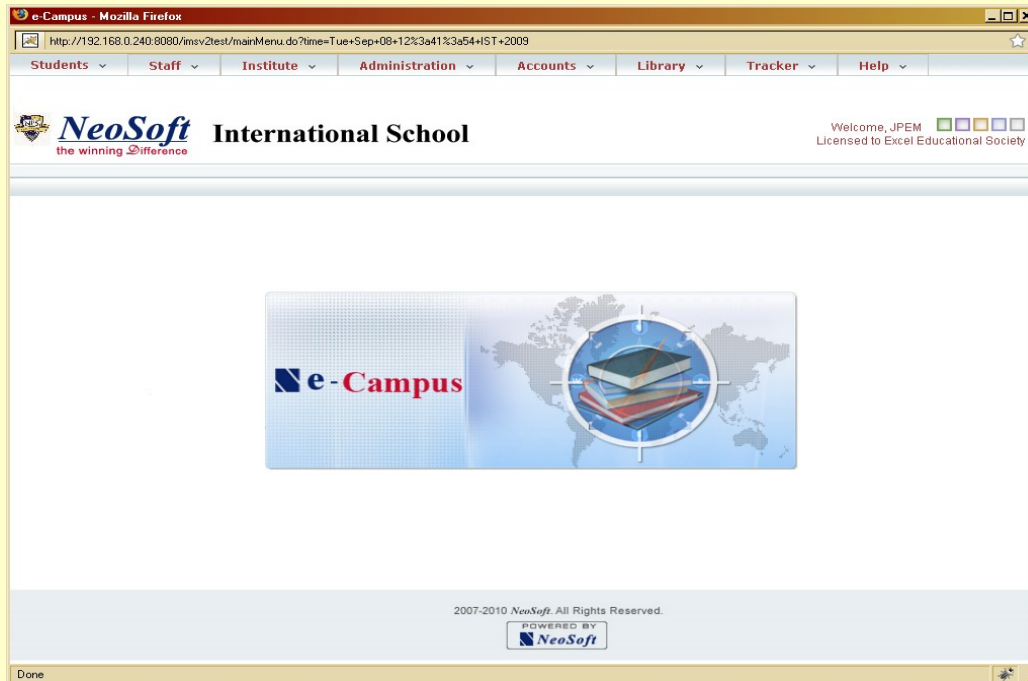 e-Campus - Mozilla Firefox
http://192.168.0.240:8080/imsv2test/mainMenu.do?time=Tue+Sep+08+12%3a41%3a54+IST+2009
Students Staff Institute Administration Accounts Library Tracker Help
NeoSoft International School
the winning Difference
Welcome, JPEM
Licensed to Excel Educational Society
N e-Campus
2007-2010 NeoSoft. All Rights Reserved.
POWERED BY
N NeoSoft
Done